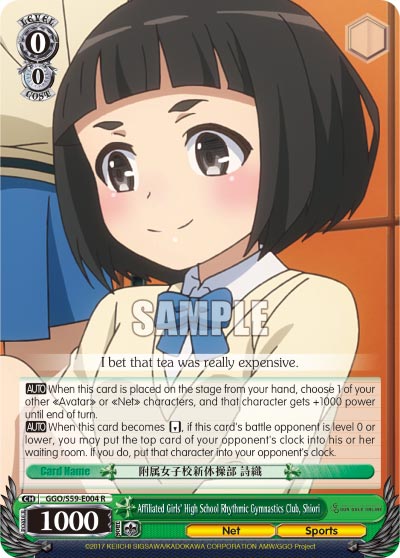 LEVEL
0
0
COST
SAMPLE
I bet that tea was really expensive.
AUTO When this card is placed on the stage from your hand, choose 1 of your
other «Avatar» or «Net» characters, and that character gets +1000 power
until end of turn.
AUTO When this card becomes , if this card's battle opponent is level 0 or
lower, you may put the top card of your opponent's clock into his or her
waiting room. If you do, put that character into your opponent's clock.
Card Name 附属女子校新体操部 詩織
CH GGO/S59-E004 R
Affiliated Girls' High School Rhythmic Gymnastics Club, Shiori
GUN GALE ONLINE
POWER
1000
Net
Sports
©2017 KEIICHI SIGSAWA/KADOKAWA CORPORATION AMW/GGO Project